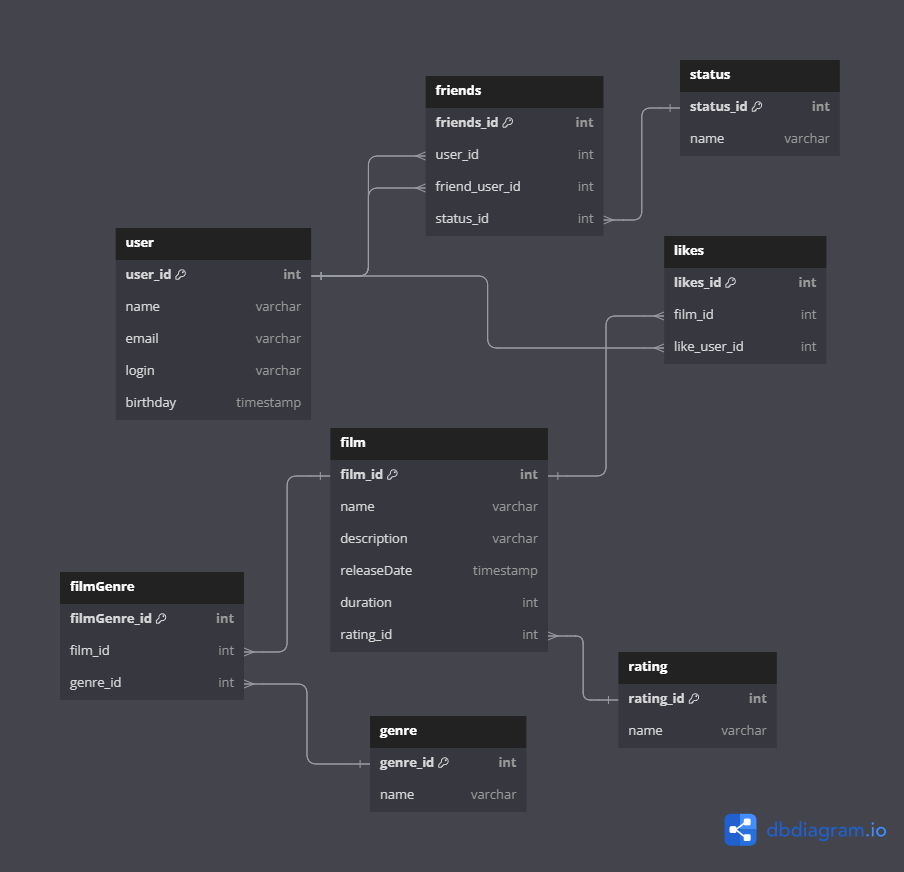 friends
friends_id int
user_id int
friend_user_id int
status_id int
status
status_id int
name varchar
user
user_id int
name varchar
email varchar
login varchar
birthday timestamp
likes
likes_id int
film_id int
like_user_id int
film
film_id int
name varchar
description varchar
releaseDate timestamp
duration int
rating_id int
filmGenre
filmGenre_id int
film_id int
genre_id int
rating
rating_id int
name varchar
genre
genre_id int
name varchar
dbdiagram.io